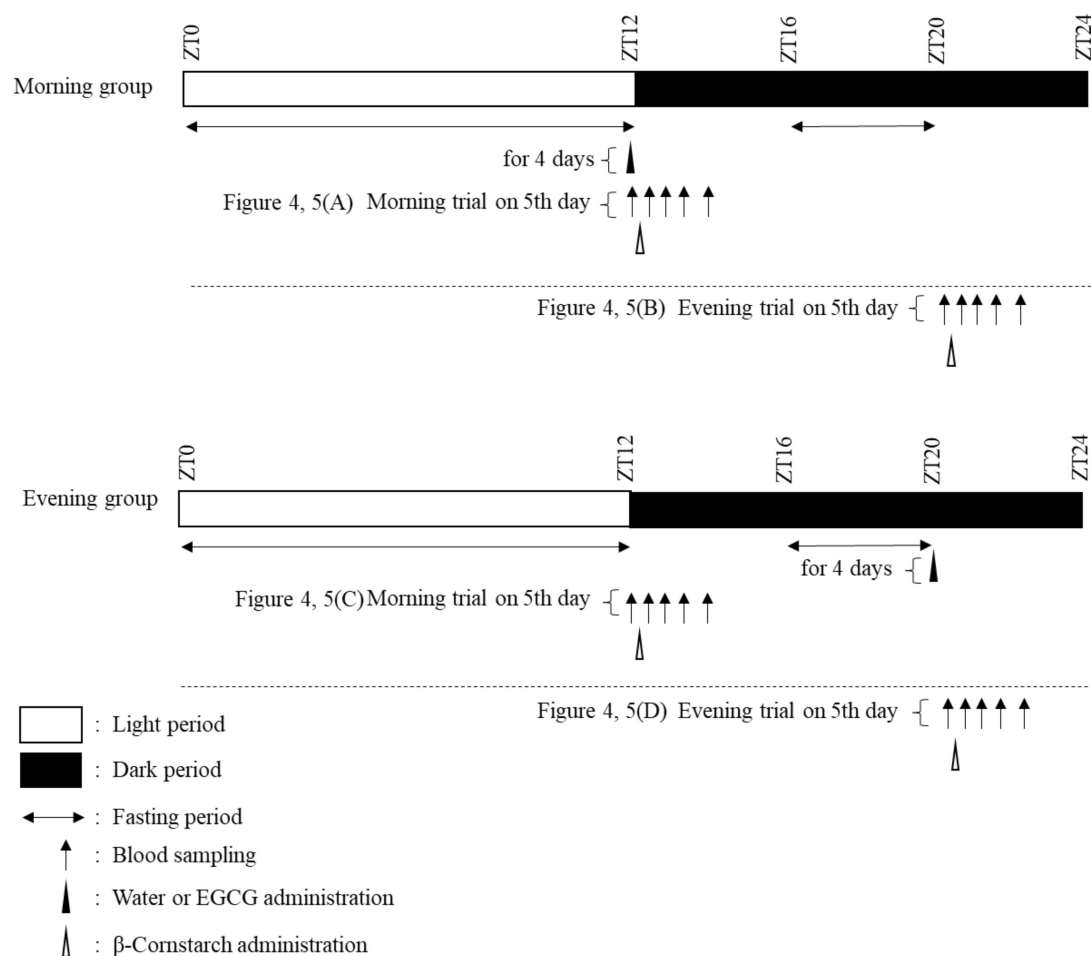 ZT0
ZT12
ZT16
ZT20
ZT24
Morning group
for 4 days
Figure 4, 5(A) Morning trial on 5th day
Figure 4, 5(B) Evening trial on 5th day
ZT0
ZT12
ZT16
ZT20
ZT24
Evening group
for 4 days
Figure 4, 5(C) Morning trial on 5th day
Figure 4, 5(D) Evening trial on 5th day
: Light period
: Dark period
: Fasting period
: Blood sampling
: Water or EGCG administration
: β-Cornstarch administration